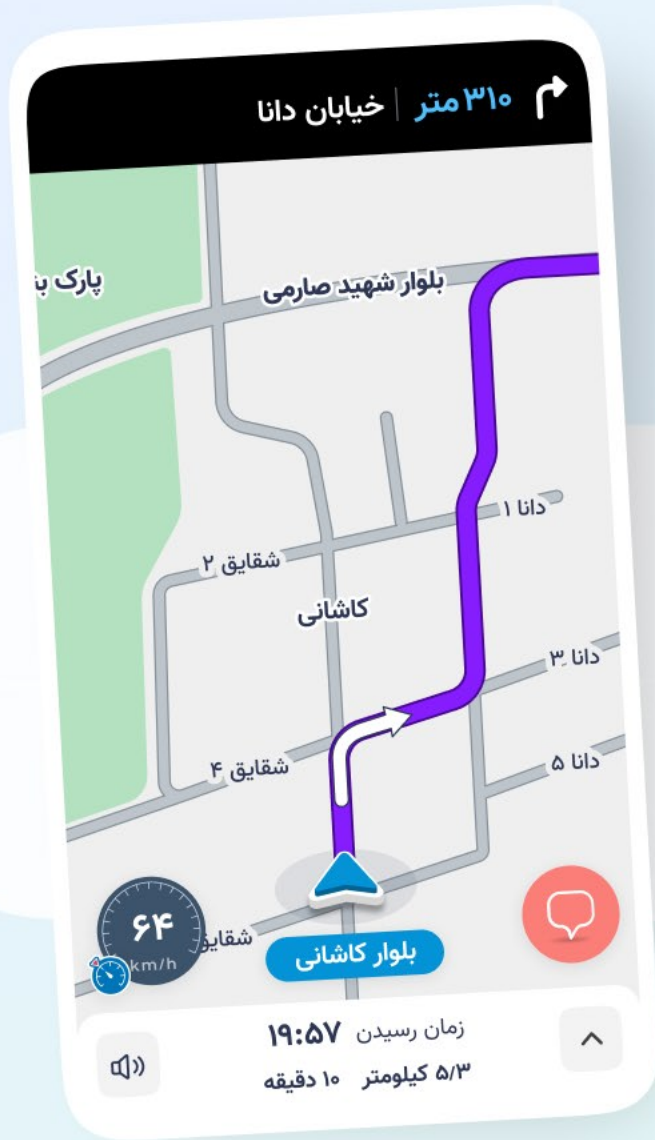 ۳۱۰ متر | خیابان دانا
پارک
بلوار شهید صارمی
دانا ۱
شقایق ۲
کاشانی
دانا ۳
شقایق ۴
دانا ۵
۶۴
km/h
شقایق
بلوار کاشانی
زمان رسیدن ۱۹:۵۷
۵/۳ کیلومتر ۱۰ دقیقه